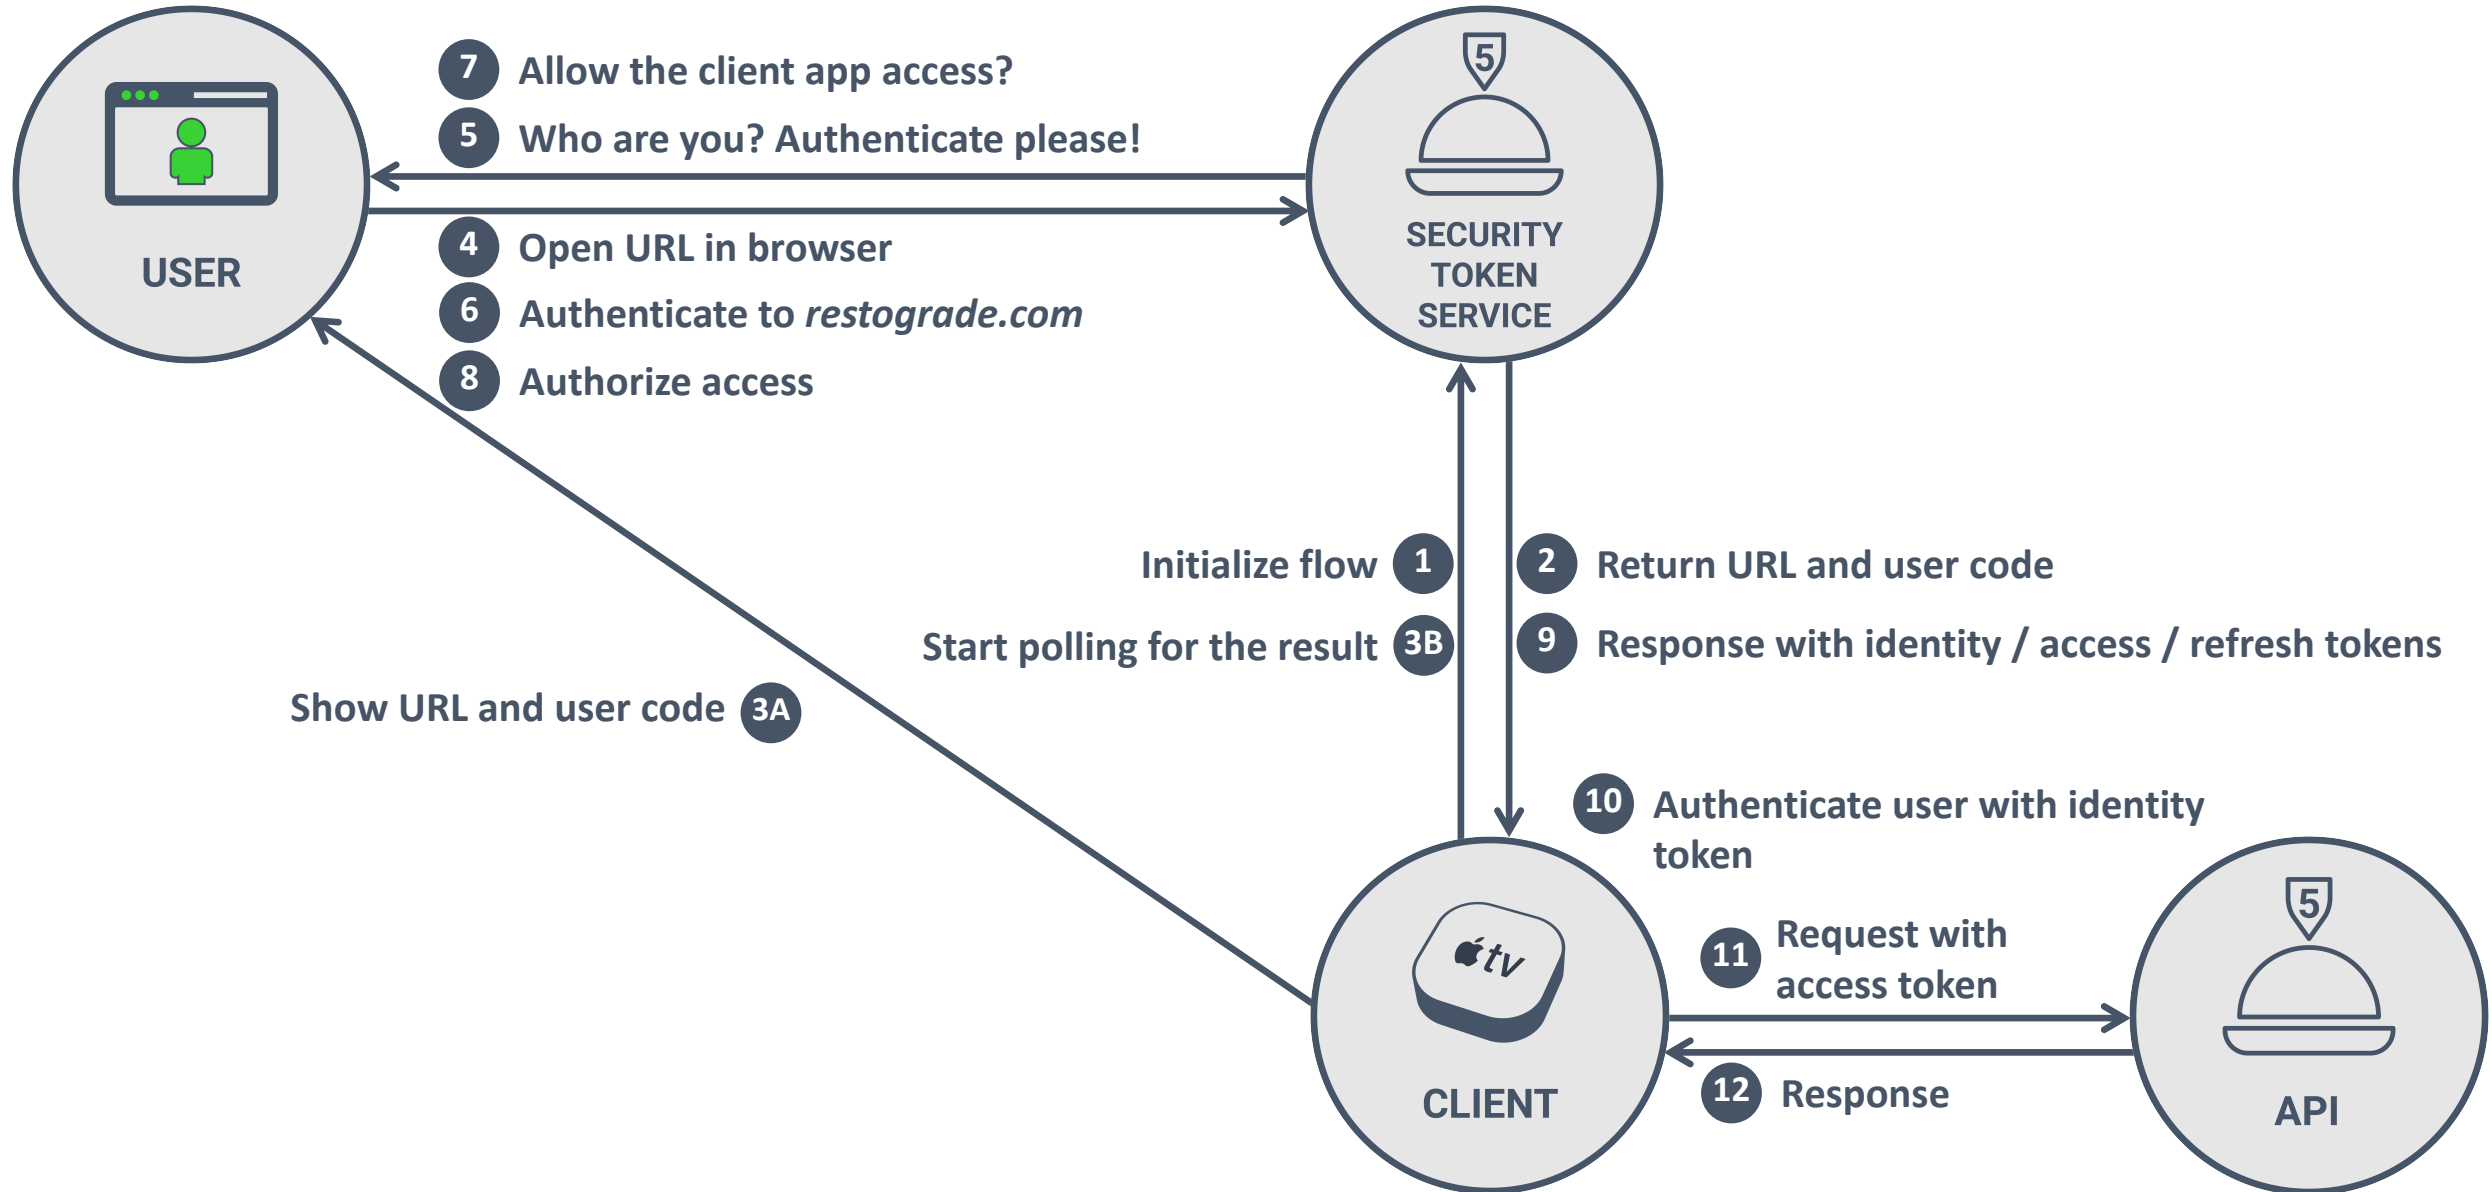 7 Allow the client app access?
5 Who are you? Authenticate please!
USER
4 Open URL in browser
6 Authenticate to restograde.com
8 Authorize access
5
SECURITY
TOKEN
SERVICE
Initialize flow 1
2 Return URL and user code
Start polling for the result 3B
9 Response with identity / access / refresh tokens
Show URL and user code 3A
10 Authenticate user with identity
token
tv
CLIENT
11 Request with
access token
12 Response
5
API